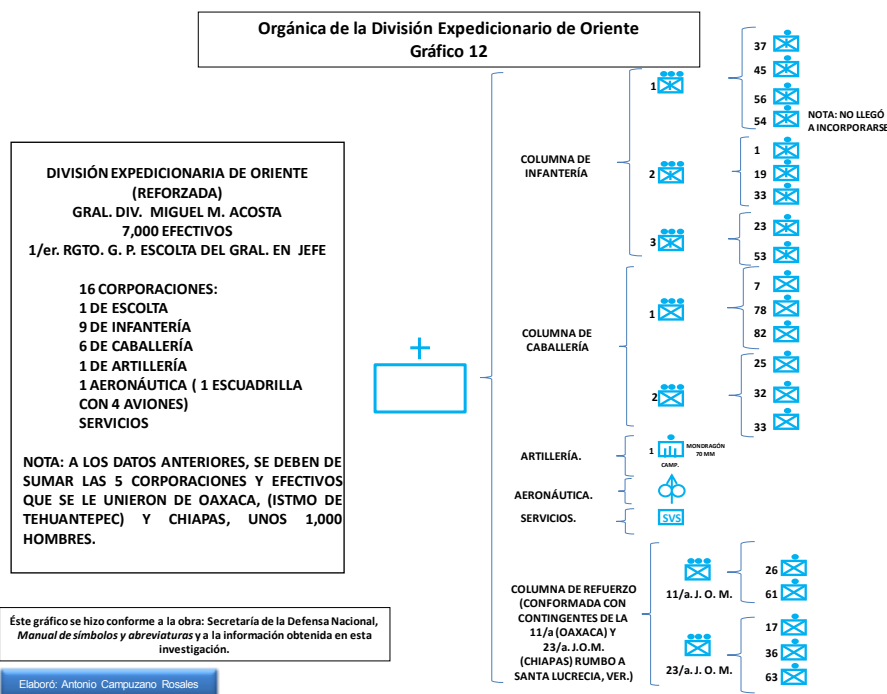 Orgánica de la División Expedicionario de Oriente
Gráfico 12
DIVISIÓN EXPEDICIONARIA DE ORIENTE
(REFORZADA)
GRAL. DIV. MIGUEL M. ACOSTA
7,000 EFECTIVOS
1/er. RGTO. G. P. ESCOLTA DEL GRAL. EN JEFE
16 CORPORACIONES:
1 DE ESCOLTA
9 DE INFANTERÍA
6 DE CABALLERÍA
1 DE ARTILLERÍA
1 AERONÁUTICA ( 1 ESCUADRILLA
CON 4 AVIONES)
SERVICIOS
NOTA: A LOS DATOS ANTERIORES, SE DEBEN DE
SUMAR LAS 5 CORPORACIONES Y EFECTIVOS
QUE SE LE UNIERON DE OAXACA, (ISTMO DE
TEHUANTEPEC) Y CHIAPAS, UNOS 1,000
HOMBRES.
Éste gráfico se hizo conforme a la obra: Secretaría de la Defensa Nacional,
Manual de símbolos y abreviaturas y a la información obtenida en esta
investigación.
Elaboró: Antonio Campuzano Rosales
COLUMNA DE
INFANTERÍA
1
37
45
56
54
NOTA: NO LLEGÓ
A INCORPORARSE
2
1
19
33
3
23
53
COLUMNA DE
CABALLERÍA
1
7
78
82
2
25
32
33
ARTILLERÍA.
1
MONDRAGÓN
70 MM
CAMP.
AERONÁUTICA.
SERVICIOS.
SVS
COLUMNA DE REFUERZO
(CONFORMADA CON
CONTINGENTES DE LA
11/a (OAXACA) Y
23/a. J.O.M.
(CHIAPAS) RUMBO A
SANTA LUCRECIA, VER.)
11/a. J. O. M.
26
61
23/a. J. O. M.
17
36
63